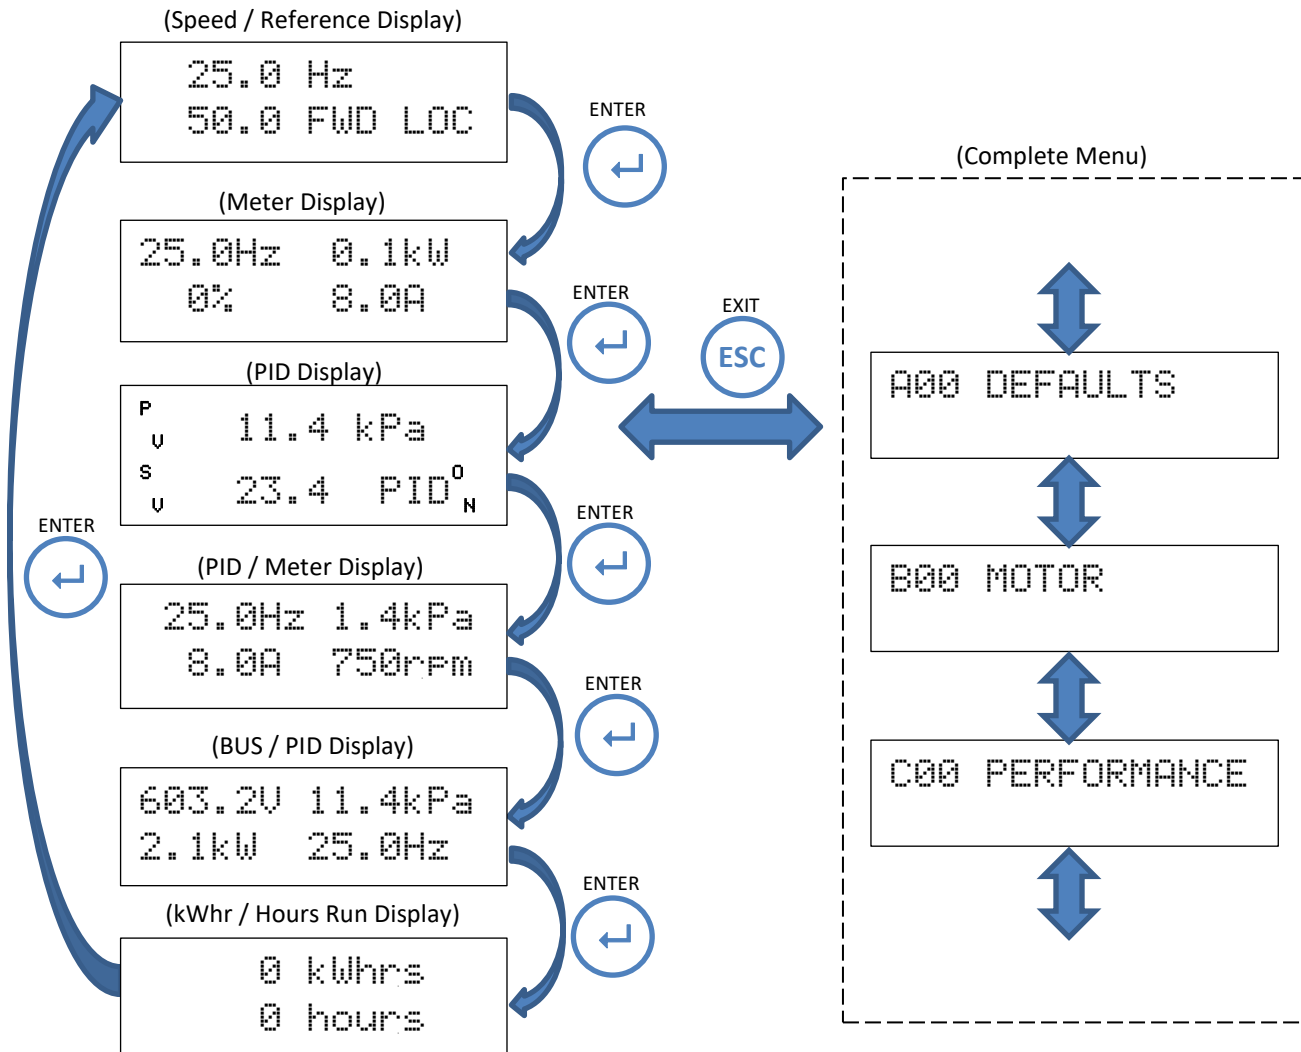 (Speed / Reference Display)
25.0 Hz
50.0 FWD LOC
ENTER
(Meter Display)
25.0Hz 0.1kW
0% 8.0A
ENTER
(PID Display)
PV 11.4 kPa
SV 23.4 PID ON
ENTER
(PID / Meter Display)
25.0Hz 1.4kPa
8.0A 750rpm
ENTER
(BUS / PID Display)
603.2V 11.4kPa
2.1kW 25.0Hz
ENTER
(kWhr / Hours Run Display)
0 kWhrs
0 hours
ENTER
EXIT
ESC
(Complete Menu)
A00 DEFAULTS
B00 MOTOR
C00 PERFORMANCE